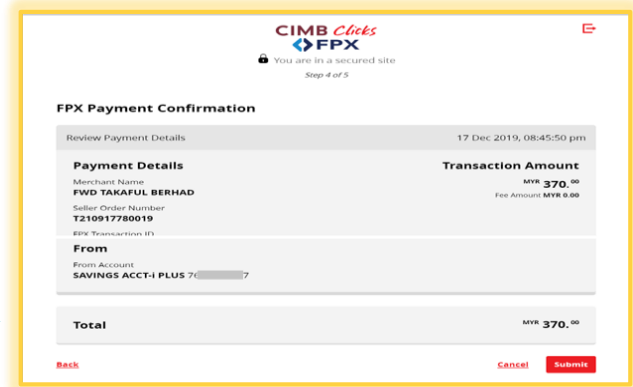 CIMB Clicks
FPX
You are in a secured site
Step 4 of 5
FPX Payment Confirmation
Review Payment Details 17 Dec 2019, 08:45:50 pm
Payment Details Transaction Amount
Merchant Name MYR 370.00
FWD TAKAFUL BERHAD Fee Amount MYR 0.00
Seller Order Number
T210917780019
FPX Transaction ID
From
From Account
SAVINGS ACCT-i PLUS 7 7
Total MYR 370.00
Back Cancel Submit